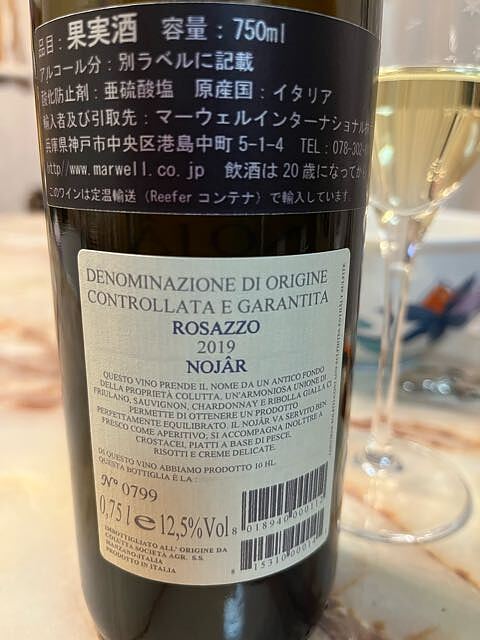 品目：果実酒　容量：750ml
アルコール分：別ラベルに記載
酸化防止剤：亜硫酸塩　原産国：イタリア
輸入者及び引取先：マーウェルインターナショナル
兵庫県神戸市中央区港島中町5-1-4　TEL：078-302-
http://www.marwell.co.jp　飲酒は20歳になってから
このワインは定温輸送（Reefer コンテナ）で輸入しています。
DENOMINAZIONE DI ORIGINE
CONTROLLATA E GARANTITA
ROSAZZO
2019
NOJÂR
QUESTO VINO PRENDE IL NOME DA UN ANTICO FONDO
DELLA PROPRIETÀ COLUTTA. UN'ARMONIOSA UNIONE DI
FRIULANO, SAUVIGNON, CHARDONNAY E RIBOLLA GIALLA CI
PERMETTE DI OTTENERE UN PRODOTTO
PERFETTAMENTE EQUILIBRATO. IL NOJÂR VA SERVITO BEN
FRESCO COME APERITIVO; SI ACCOMPAGNA INOLTRE A
CROSTACEI, PIATTI A BASE DI PESCE,
RISOTTI E CREME DELICATE.
DI QUESTO VINO ABBIAMO PRODOTTO 10 HL.
QUESTA BOTTIGLIA È LA:
N° 0799
0,75 l e 12,5%Vol
IMBOTTIGLIATO ALL' ORIGINE DA
COLUTTA SOCIETÀ AGR. S.S.
MANZANO-ITALIA
PRODOTTO IN ITALIA